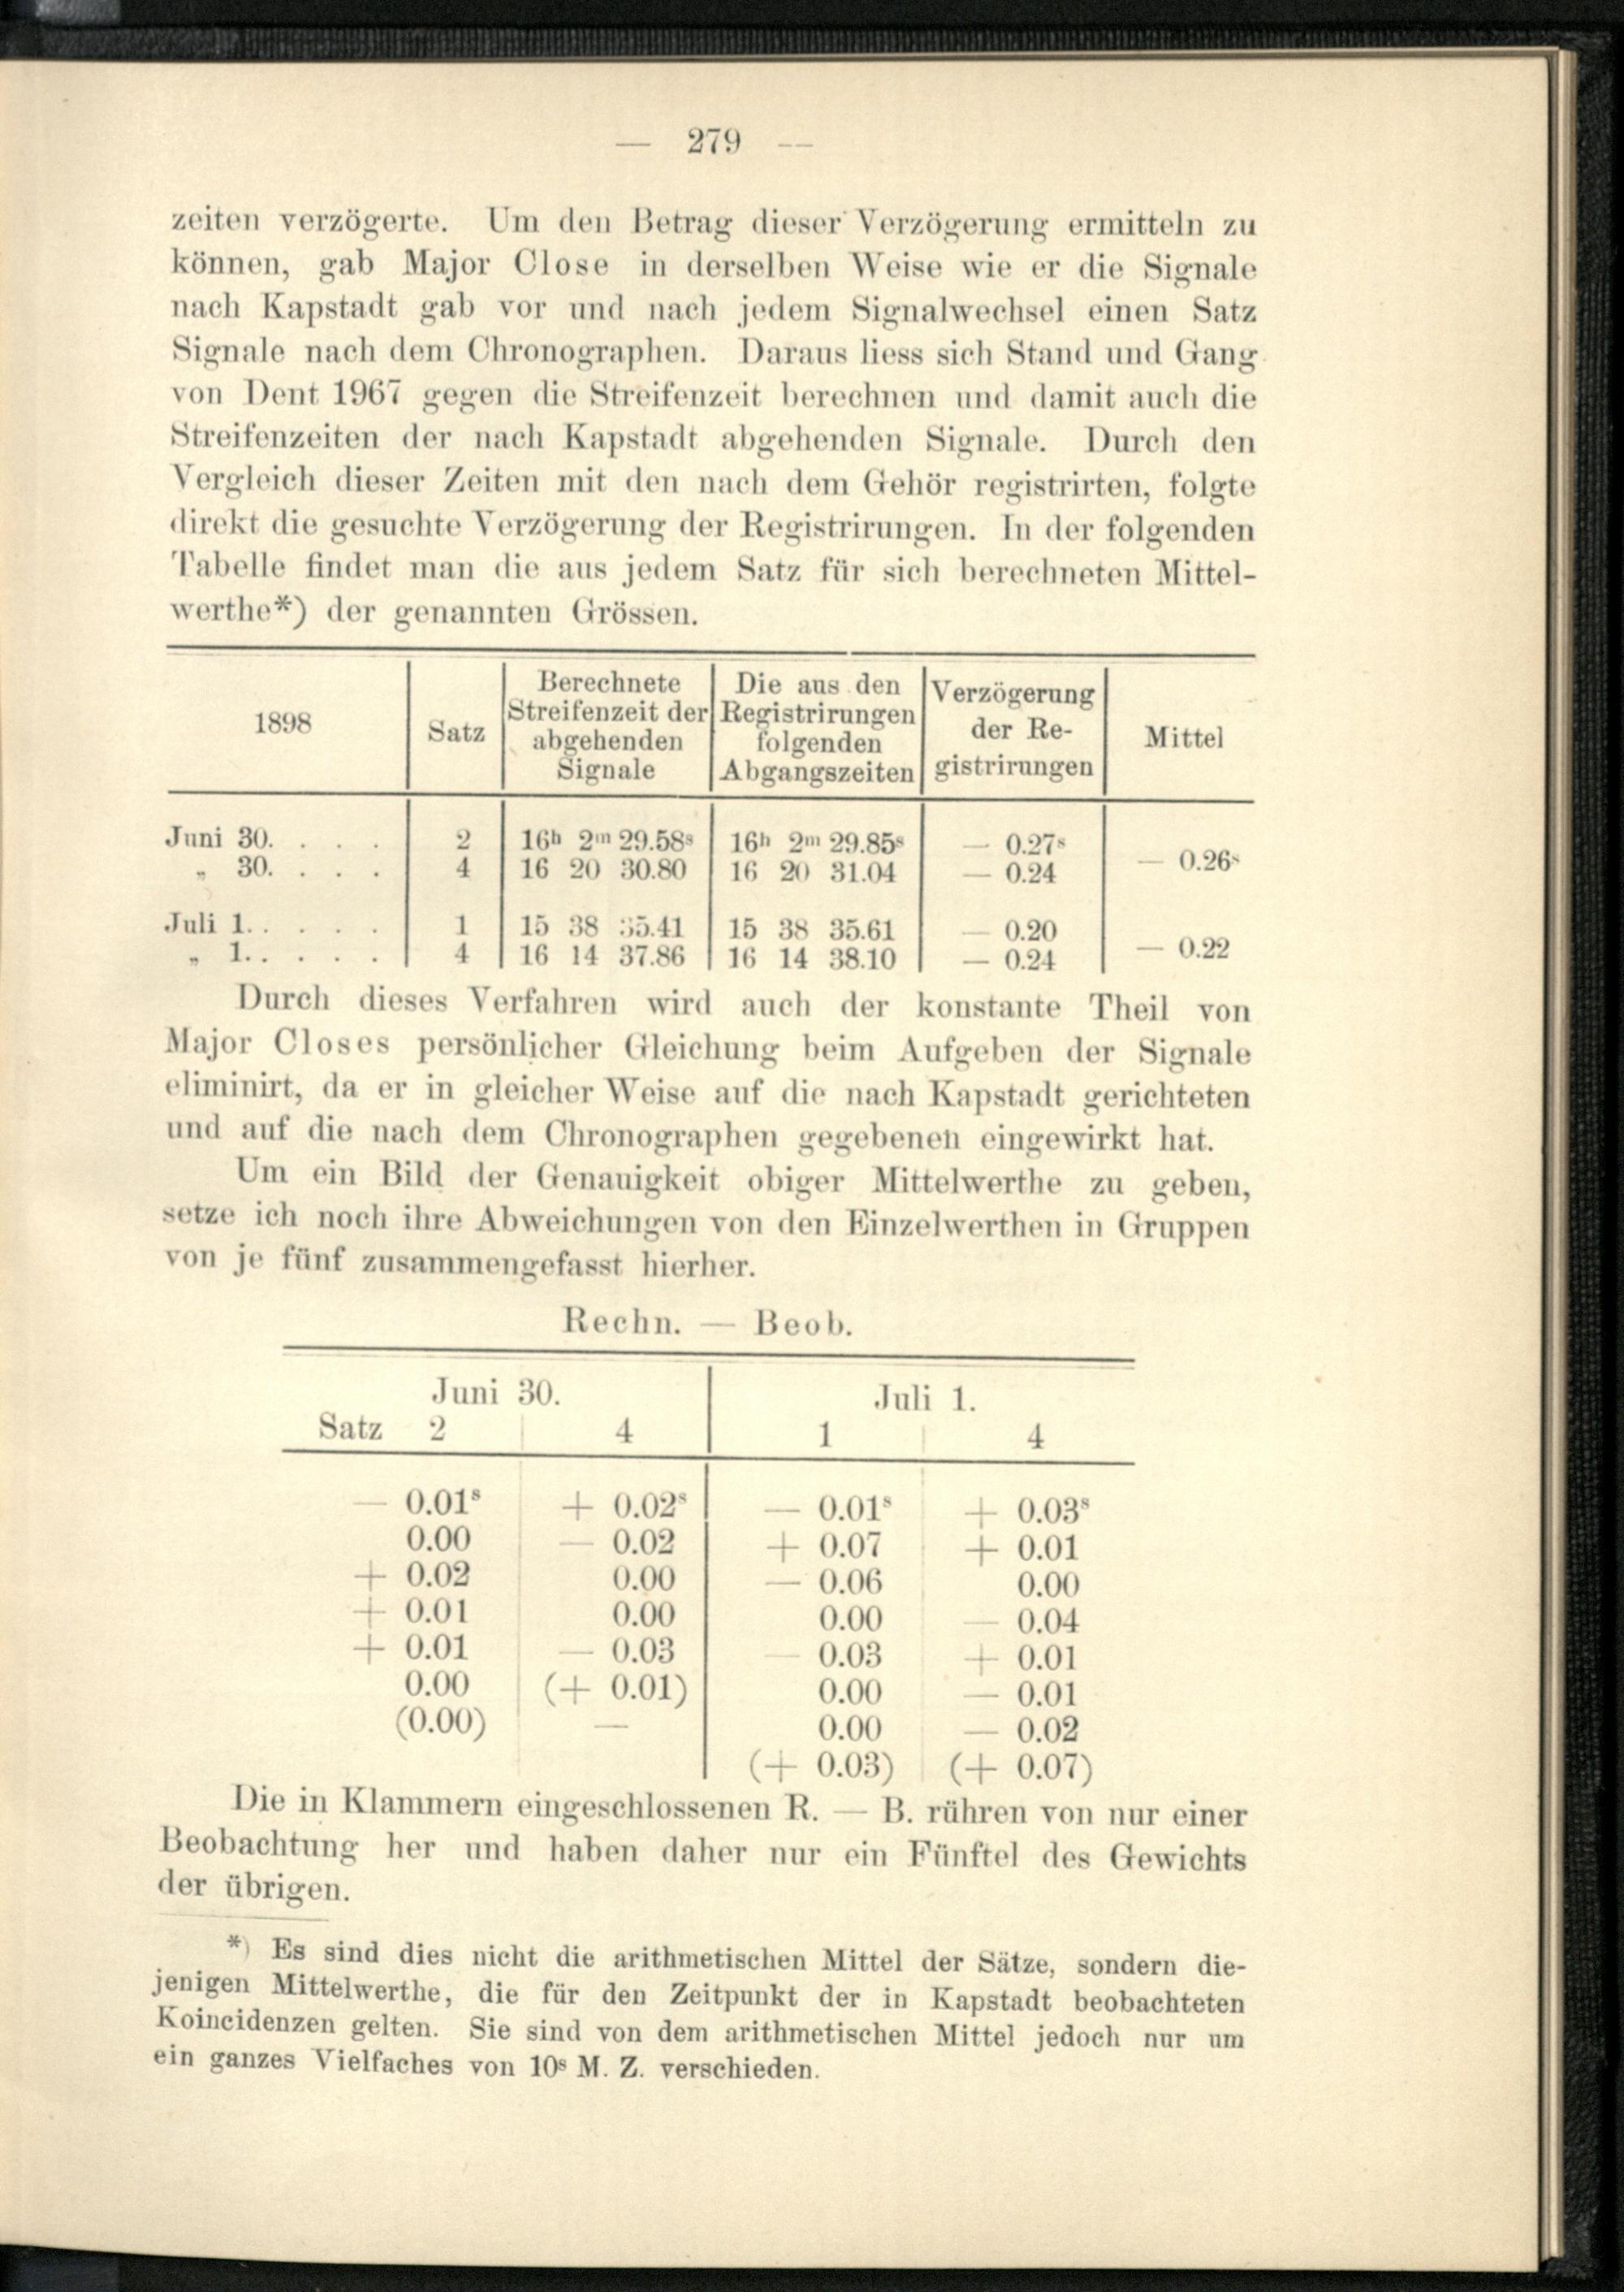 — 279 —
zeiten verzögerte. Um den Betrag dieser Verzögerung ermitteln zu
können, gab Major Close in derselben Weise wie er die Signale
nach Kapstadt gab vor und nach jedem Signalwechsel einen Satz
Signale nach dem Chronographen. Daraus liess sich Stand und Gang
von Dent 1967 gegen die Streifenzeit berechnen und damit auch die
Streifenzeiten der nach Kapstadt abgehenden Signale. Durch den
Vergleich dieser Zeiten mit den nach dem Gehör registrirten, folgte
direkt die gesuchte Verzögerung der Registrirungen. In der folgenden
Tabelle findet man die aus jedem Satz für sich berechneten Mittel-
werthe*) der genannten Grössen.
1898 Satz Berechnete Streifenzeit der abgehenden Signale Die aus den Registrirungen folgenden Abgangszeiten Verzögerung der Re- gistrirungen Mittel
Juni 30. . . . 2 16h 2m 29.58s 16h 2m 29.85s — 0.27s — 0.26s
„ 30. . . . 4 16 20 30.80 16 20 31.04 — 0.24
Juli 1. . . . . 1 15 38 35.41 15 38 35.61 — 0.20 — 0.22
„ 1. . . . . 4 16 14 37.86 16 14 38.10 — 0.24
Durch dieses Verfahren wird auch der konstante Theil von
Major Closes persönlicher Gleichung beim Aufgeben der Signale
eliminirt, da er in gleicher Weise auf die nach Kapstadt gerichteten
und auf die nach dem Chronographen gegebenen eingewirkt hat.
Um ein Bild der Genauigkeit obiger Mittelwerthe zu geben,
setze ich noch ihre Abweichungen von den Einzelwerthen in Gruppen
von je fünf zusammengefasst hierher.
Rechn. — Beob.
Juni 30. Juli 1.
Satz 2 4 1 4
— 0.01s + 0.02s — 0.01s + 0.03s
0.00 — 0.02 + 0.07 + 0.01
+ 0.02 0.00 — 0.06 0.00
+ 0.01 0.00 0.00 — 0.04
+ 0.01 — 0.03 — 0.03 + 0.01
0.00 (+ 0.01) 0.00 — 0.01
(0.00) — 0.00 — 0.02
(+ 0.03) (+ 0.07)
Die in Klammern eingeschlossenen R. — B. rühren von nur einer
Beobachtung her und haben daher nur ein Fünftel des Gewichts
der übrigen.
*) Es sind dies nicht die arithmetischen Mittel der Sätze, sondern die-
jenigen Mittelwerthe, die für den Zeitpunkt der in Kapstadt beobachteten
Koincidenzen gelten. Sie sind von dem arithmetischen Mittel jedoch nur um
ein ganzes Vielfaches von 10s M. Z. verschieden.